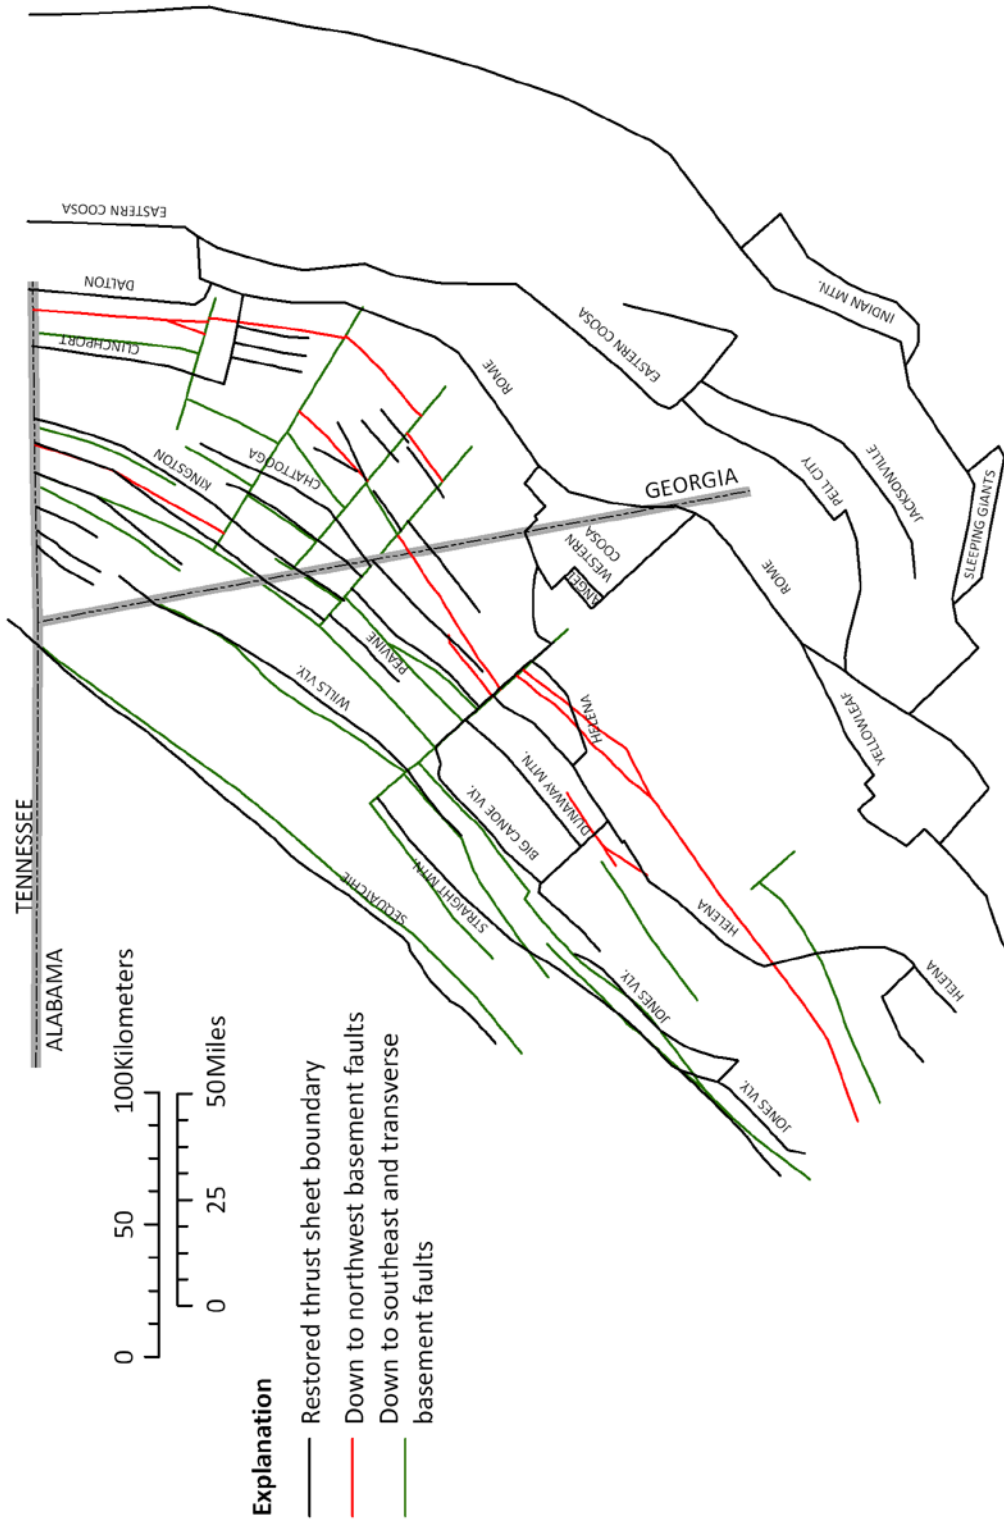 TENNESSEE
ALABAMA
GEORGIA
EASTERN COOSA
DALTON
CLINCHPORT
KINGSTON
CHATTOOGA
ROME
EASTERN COOSA
INDIAN MTN.
JACKSONVILLE
PELL CITY
SLEEPING GIANTS
WESTERN
COOSA
ANGEL
ROME
YELLOWLEAF
PEAVINE
WILLS VLY.
HELENA
DUNAWAY MTN.
BIG CANOE VLY.
STRAIGHT MTN.
SEQUATCHIE
HELENA
JONES VLY.
JONES VLY.
HELENA
0 50 100Kilometers
0 25 50Miles
Explanation
Restored thrust sheet boundary
Down to northwest basement faults
Down to southeast and transverse
basement faults